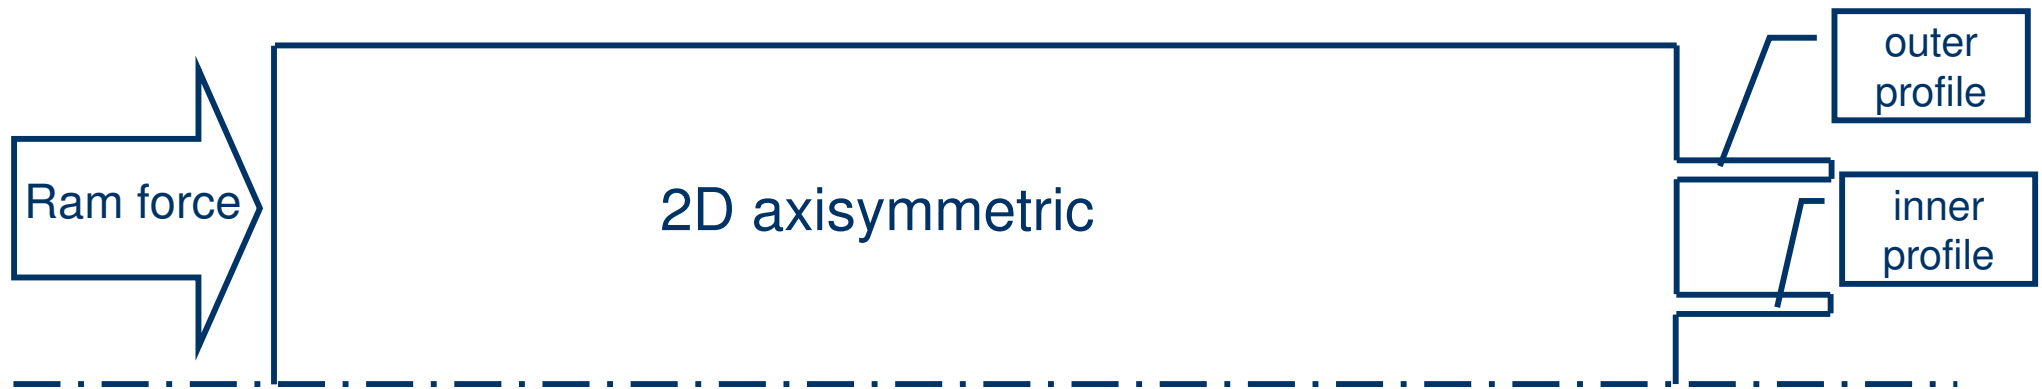 outer
profile
Ram force
2D axisymmetric
inner
profile